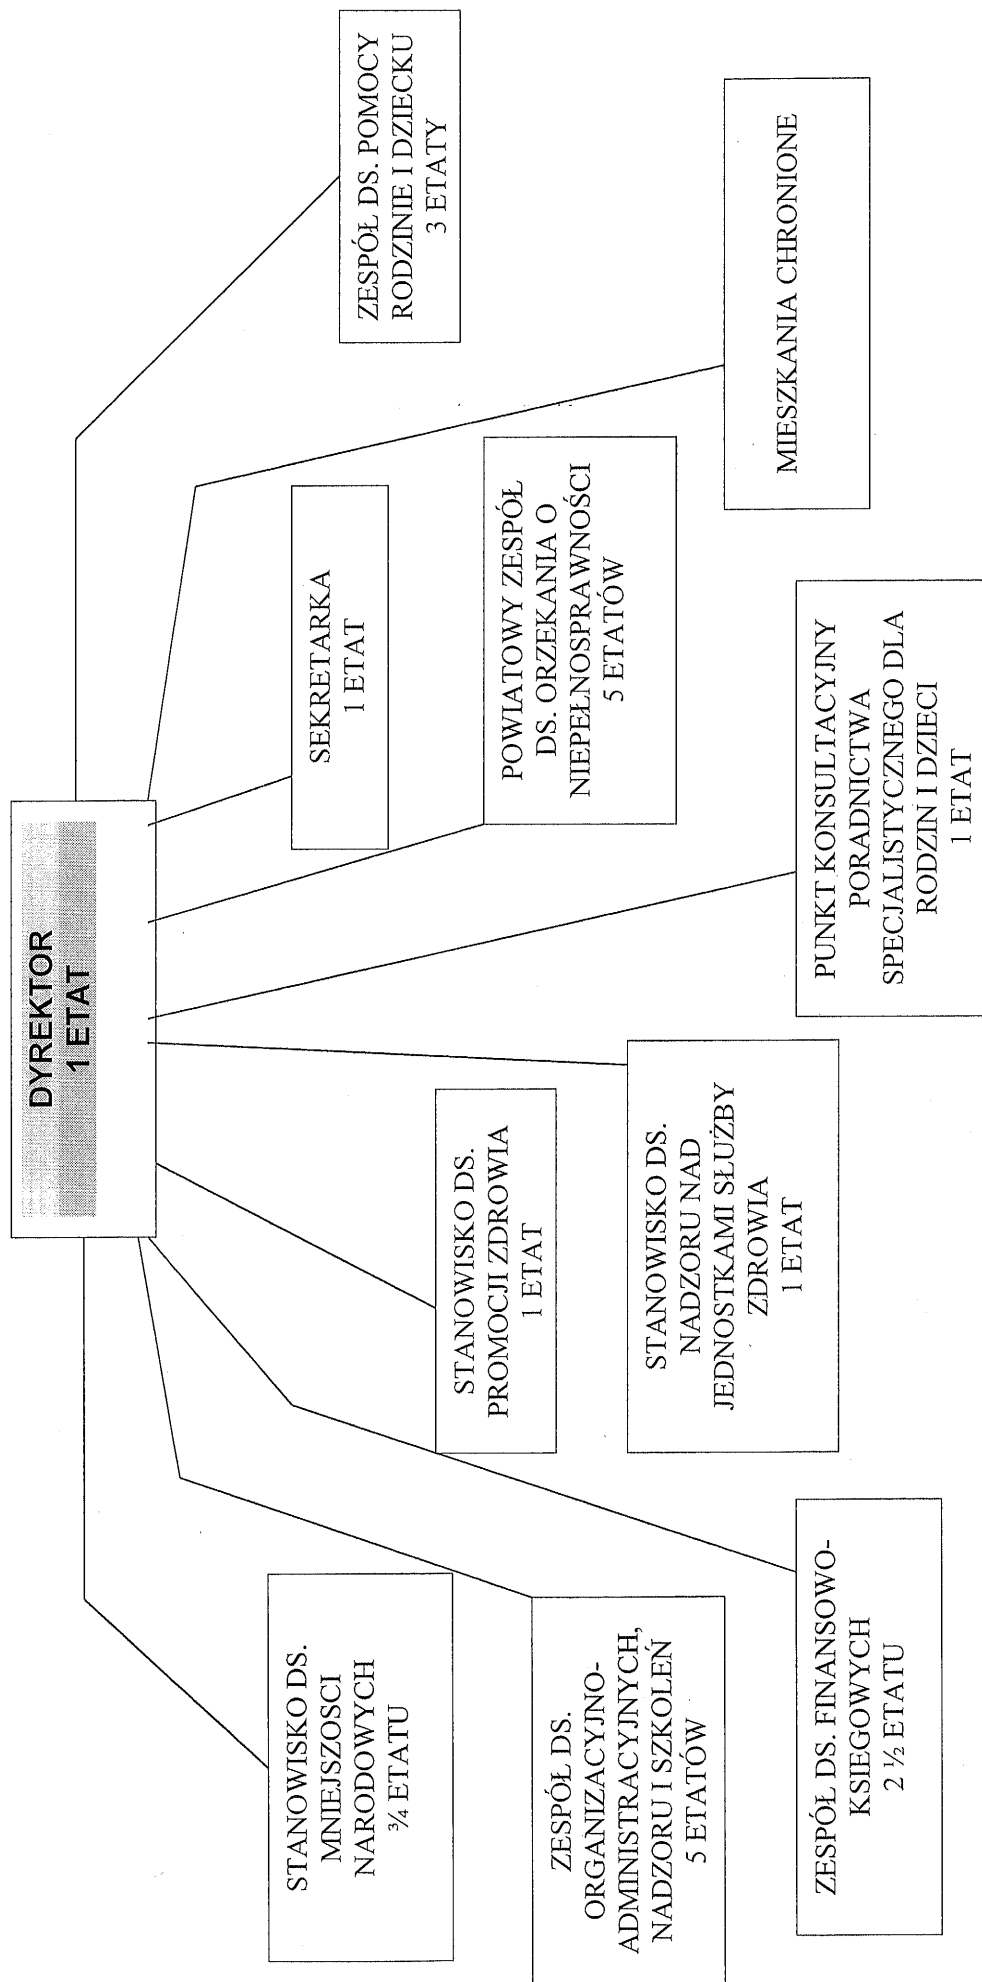 DYREKTOR
1 ETAT
STANOWISKO DS.
MNIEJSZOSCI
NARODOWYCH
¾ ETATU
ZESPÓŁ DS.
ORGANIZACYJNO-
ADMINISTRACYJNYCH,
NADZORU I SZKOLEŃ
5 ETATÓW
ZESPÓŁ DS. FINANSOWO-
KSIEGOWYCH
2 ½ ETATU
STANOWISKO DS.
PROMOCJI ZDROWIA
1 ETAT
STANOWISKO DS.
NADZORU NAD
JEDNOSTKAMI SŁUŻBY
ZDROWIA
1 ETAT
PUNKT KONSULTACYJNY
PORADNICTWA
SPECJALISTYCZNEGO DLA
RODZIN I DZIECI
1 ETAT
POWIATOWY ZESPÓŁ
DS. ORZEKANIA O
NIEPEŁNOSPRAWNOŚCI
5 ETATÓW
SEKRETARKA
1 ETAT
MIESZKANIA CHRONIONE
ZESPÓŁ DS. POMOCY
RODZINIE I DZIECKU
3 ETATY